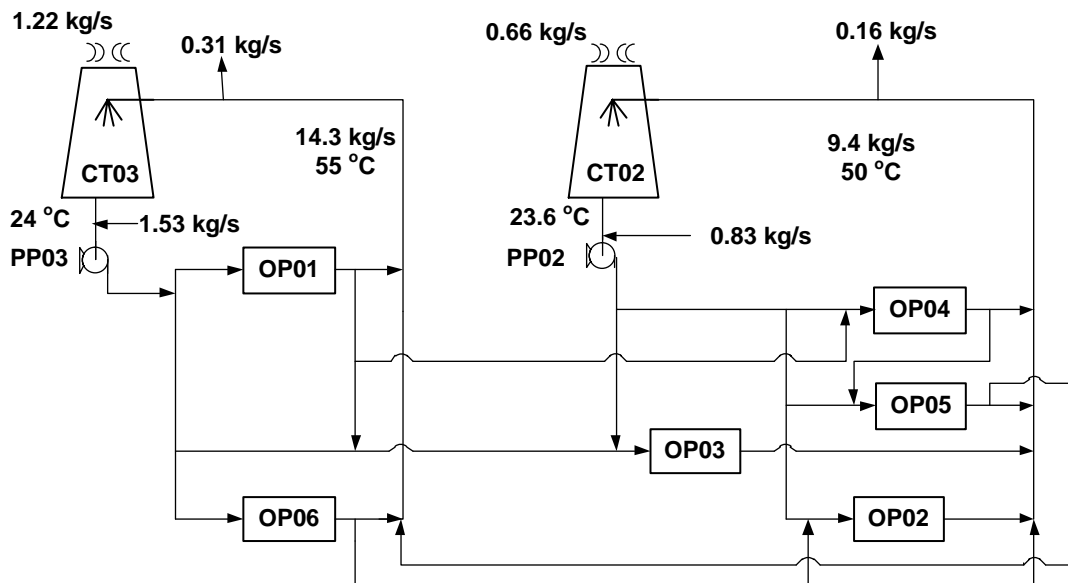 1.22 kg/s
0.31 kg/s
0.66 kg/s
0.16 kg/s
14.3 kg/s
55 °C
9.4 kg/s
50 °C
CT03
CT02
24 °C
1.53 kg/s
23.6 °C
0.83 kg/s
PP03
PP02
OP01
OP04
OP05
OP03
OP06
OP02